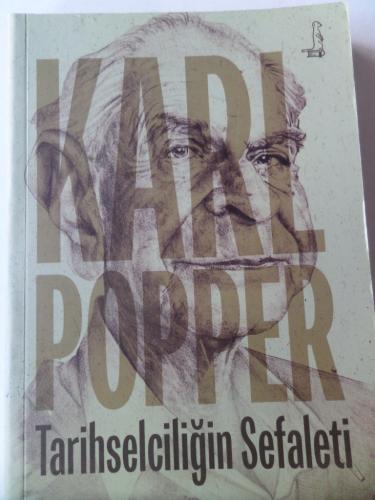 KARL
POPPER
Tarihselciliğin Sefaleti